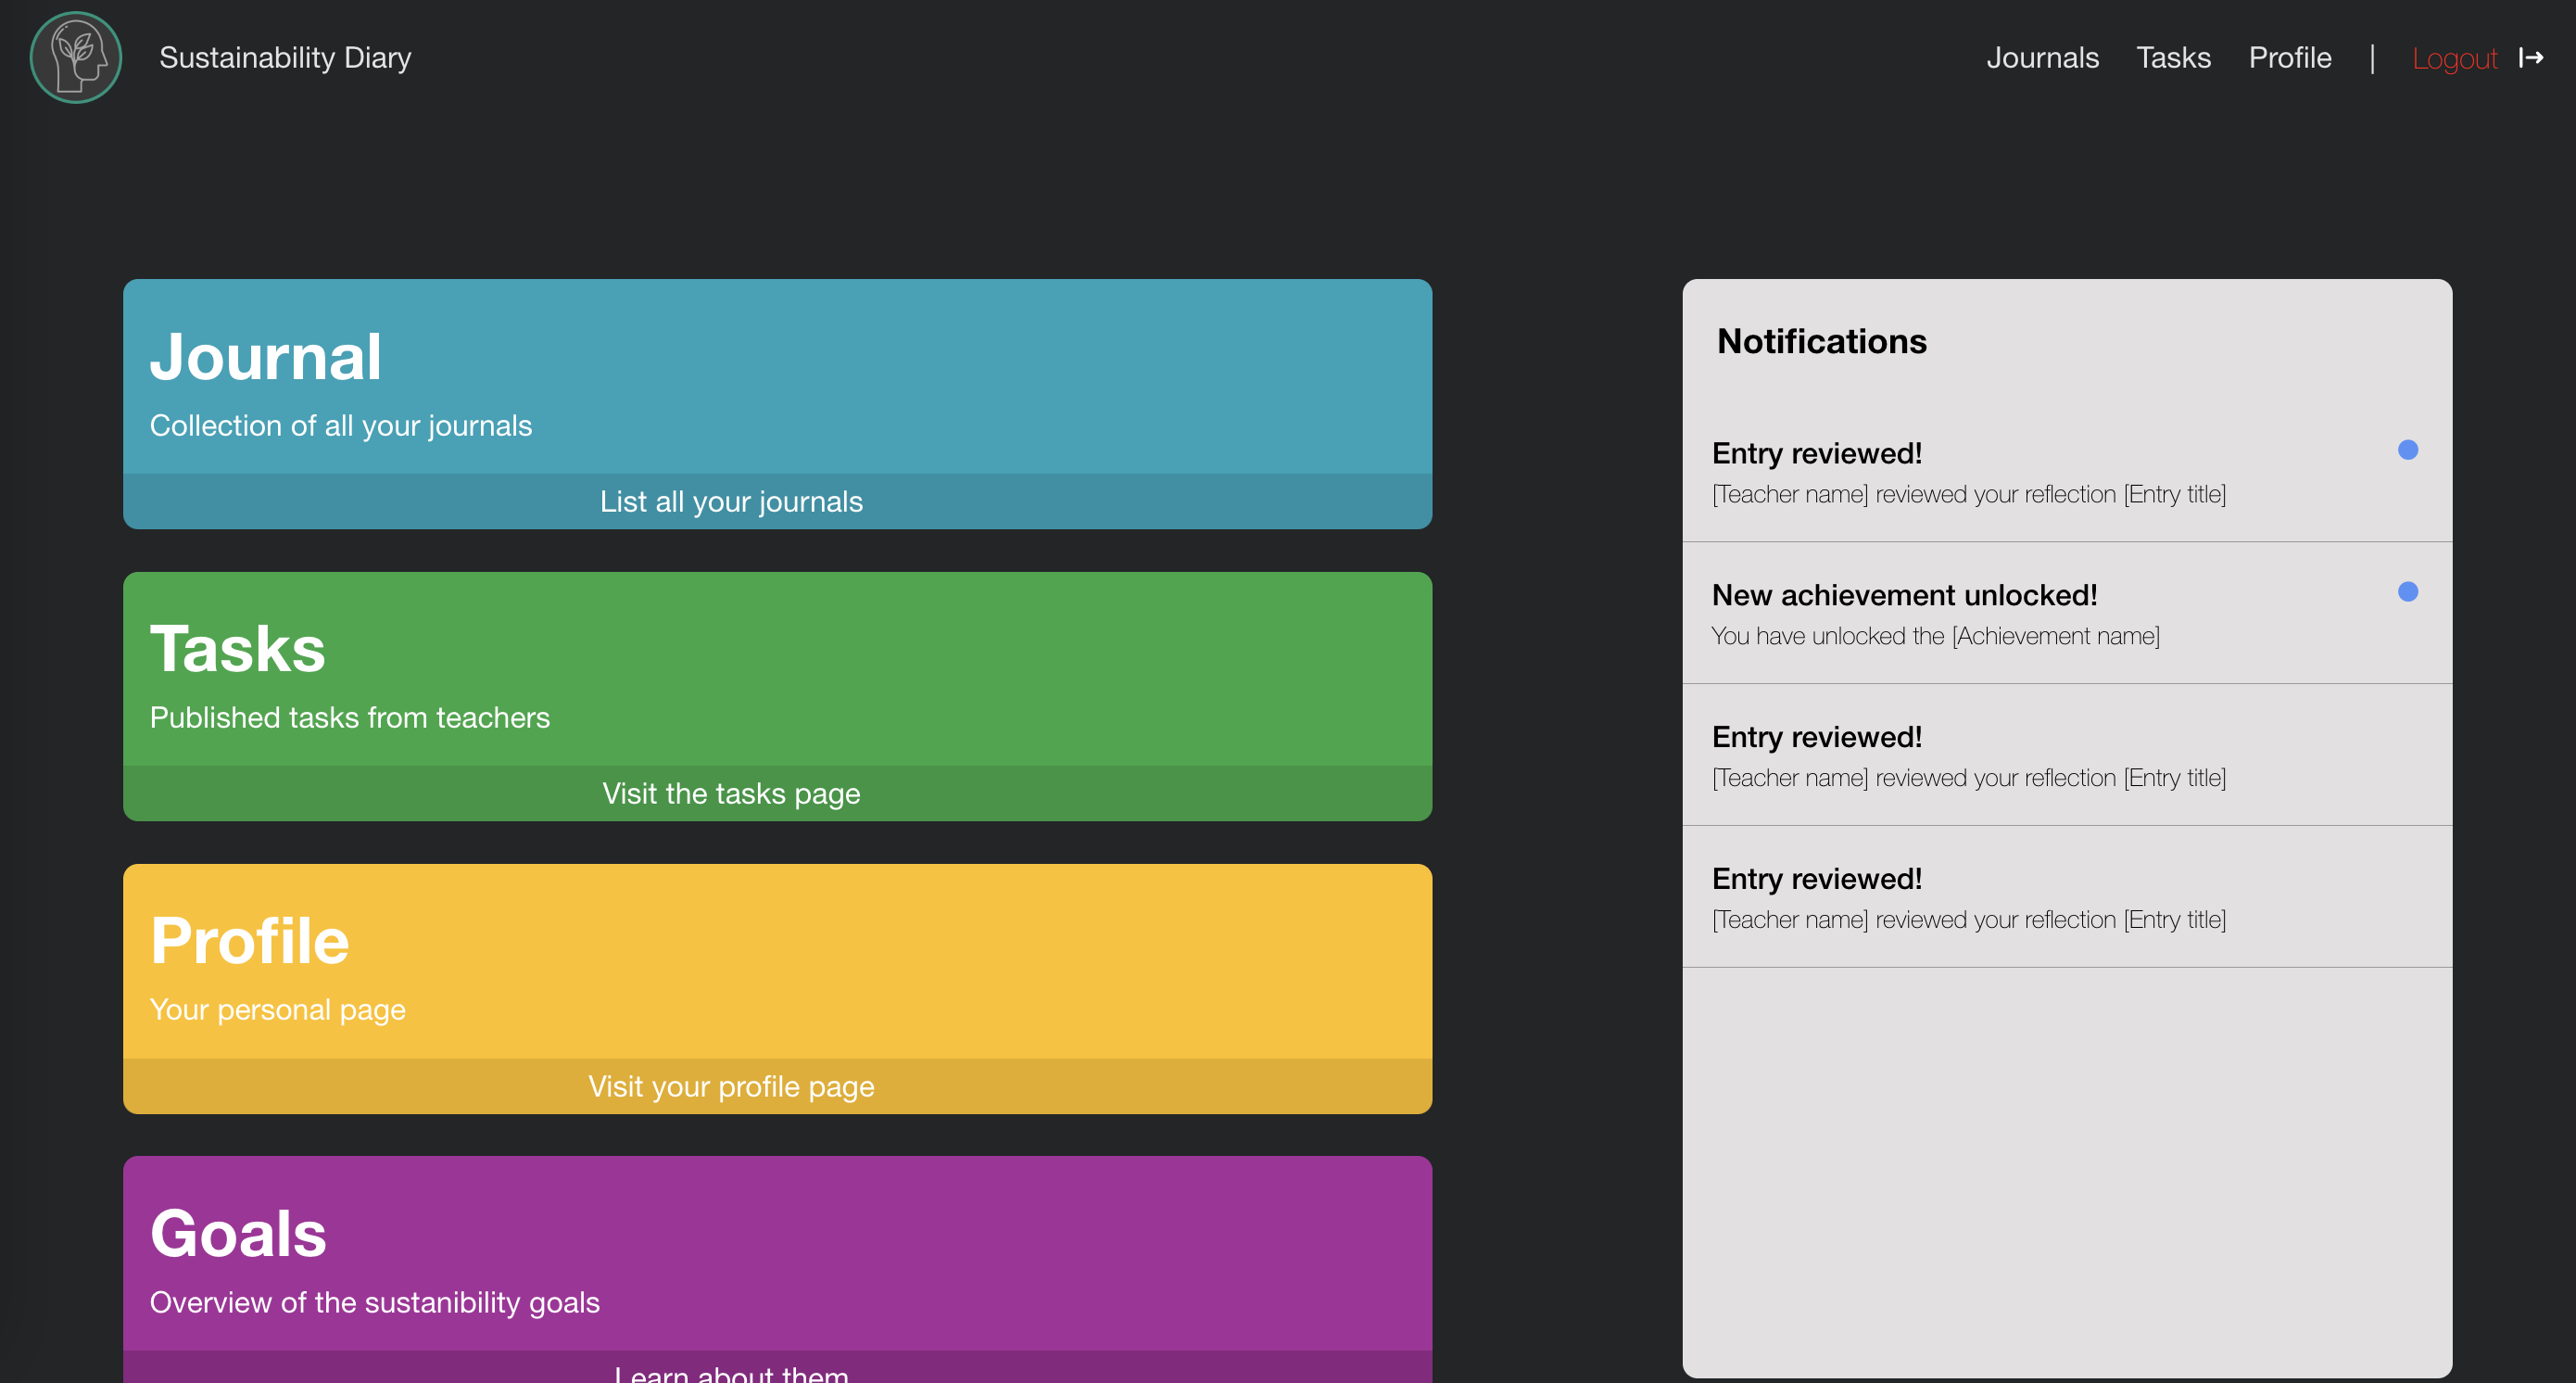 Sustainability Diary
Journals Tasks Profile | Logout
Journal
Collection of all your journals
List all your journals
Tasks
Published tasks from teachers
Visit the tasks page
Profile
Your personal page
Visit your profile page
Goals
Overview of the sustanibility goals
Learn about them
Notifications
Entry reviewed!
[Teacher name] reviewed your reflection [Entry title]
New achievement unlocked!
You have unlocked the [Achievement name]
Entry reviewed!
[Teacher name] reviewed your reflection [Entry title]
Entry reviewed!
[Teacher name] reviewed your reflection [Entry title]